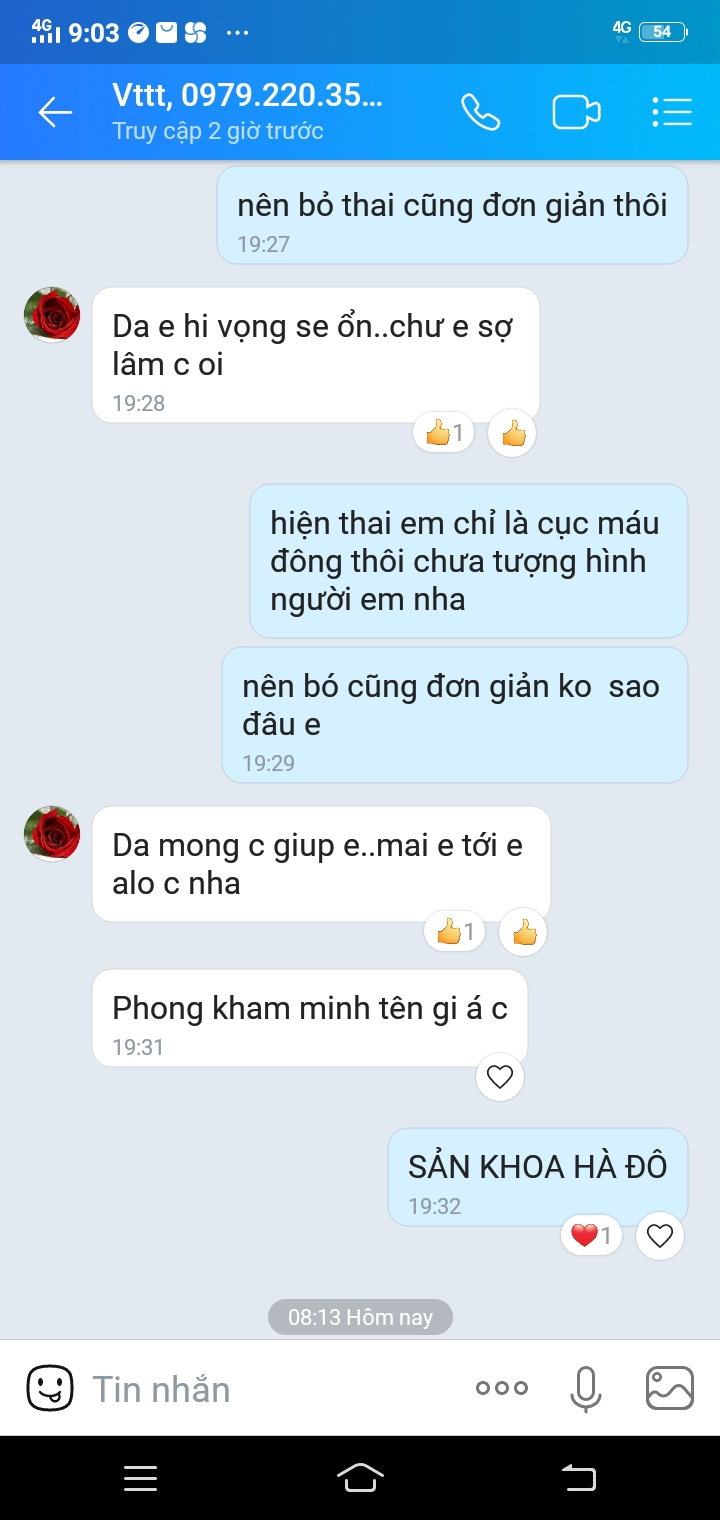 4G 9:03 ... 4G 54
Vttt, 0979.220.35...
Truy cập 2 giờ trước
nên bỏ thai cũng đơn giản thôi
19:27
Da e hi vọng se ổn..chư e sợ
lâm c oi
19:28
1
hiện thai em chỉ là cục máu
đông thôi chưa tượng hình
người em nha
nên bó cũng đơn giản ko  sao
đâu e
19:29
Da mong c giup e..mai e tới e
alo c nha
1
Phong kham minh tên gi á c
19:31
SẢN KHOA HÀ ĐÔ
19:32
1
08:13 Hôm nay
Tin nhắn